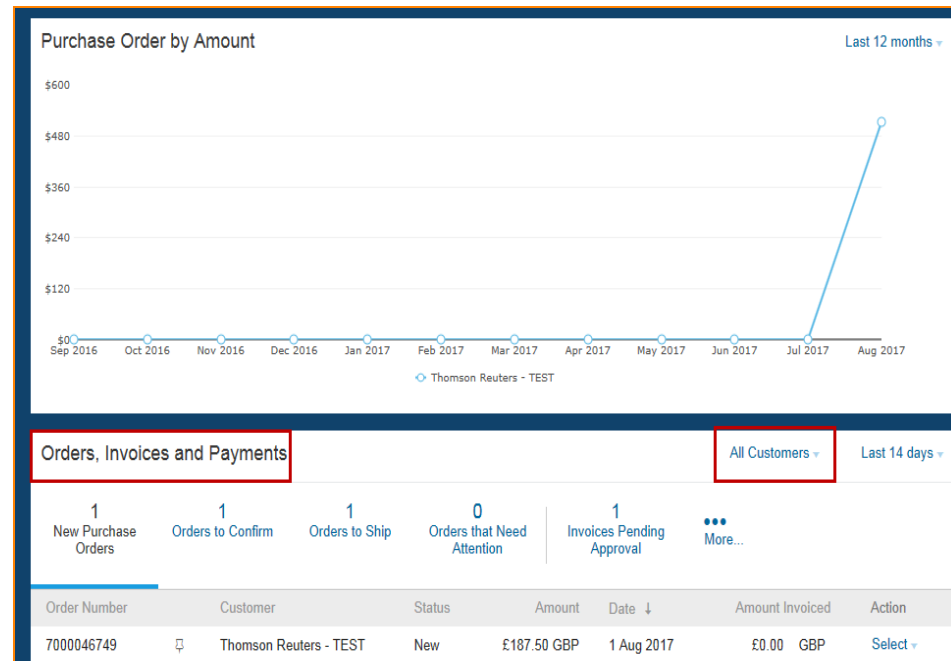 Purchase Order by Amount
Last 12 months
$600
$480
$360
$240
$120
$0
Sep 2016 Oct 2016 Nov 2016 Dec 2016 Jan 2017 Feb 2017 Mar 2017 Apr 2017 May 2017 Jun 2017 Jul 2017 Aug 2017
Thomson Reuters - TEST
Orders, Invoices and Payments
All Customers
Last 14 days
1 1 1 0 1
New Purchase Orders to Confirm Orders to Ship Orders that Need Invoices Pending More...
Orders Attention Approval
Order Number Customer Status Amount Date ↓ Amount Invoiced Action
7000046749 Thomson Reuters - TEST New £187.50 GBP 1 Aug 2017 £0.00 GBP Select